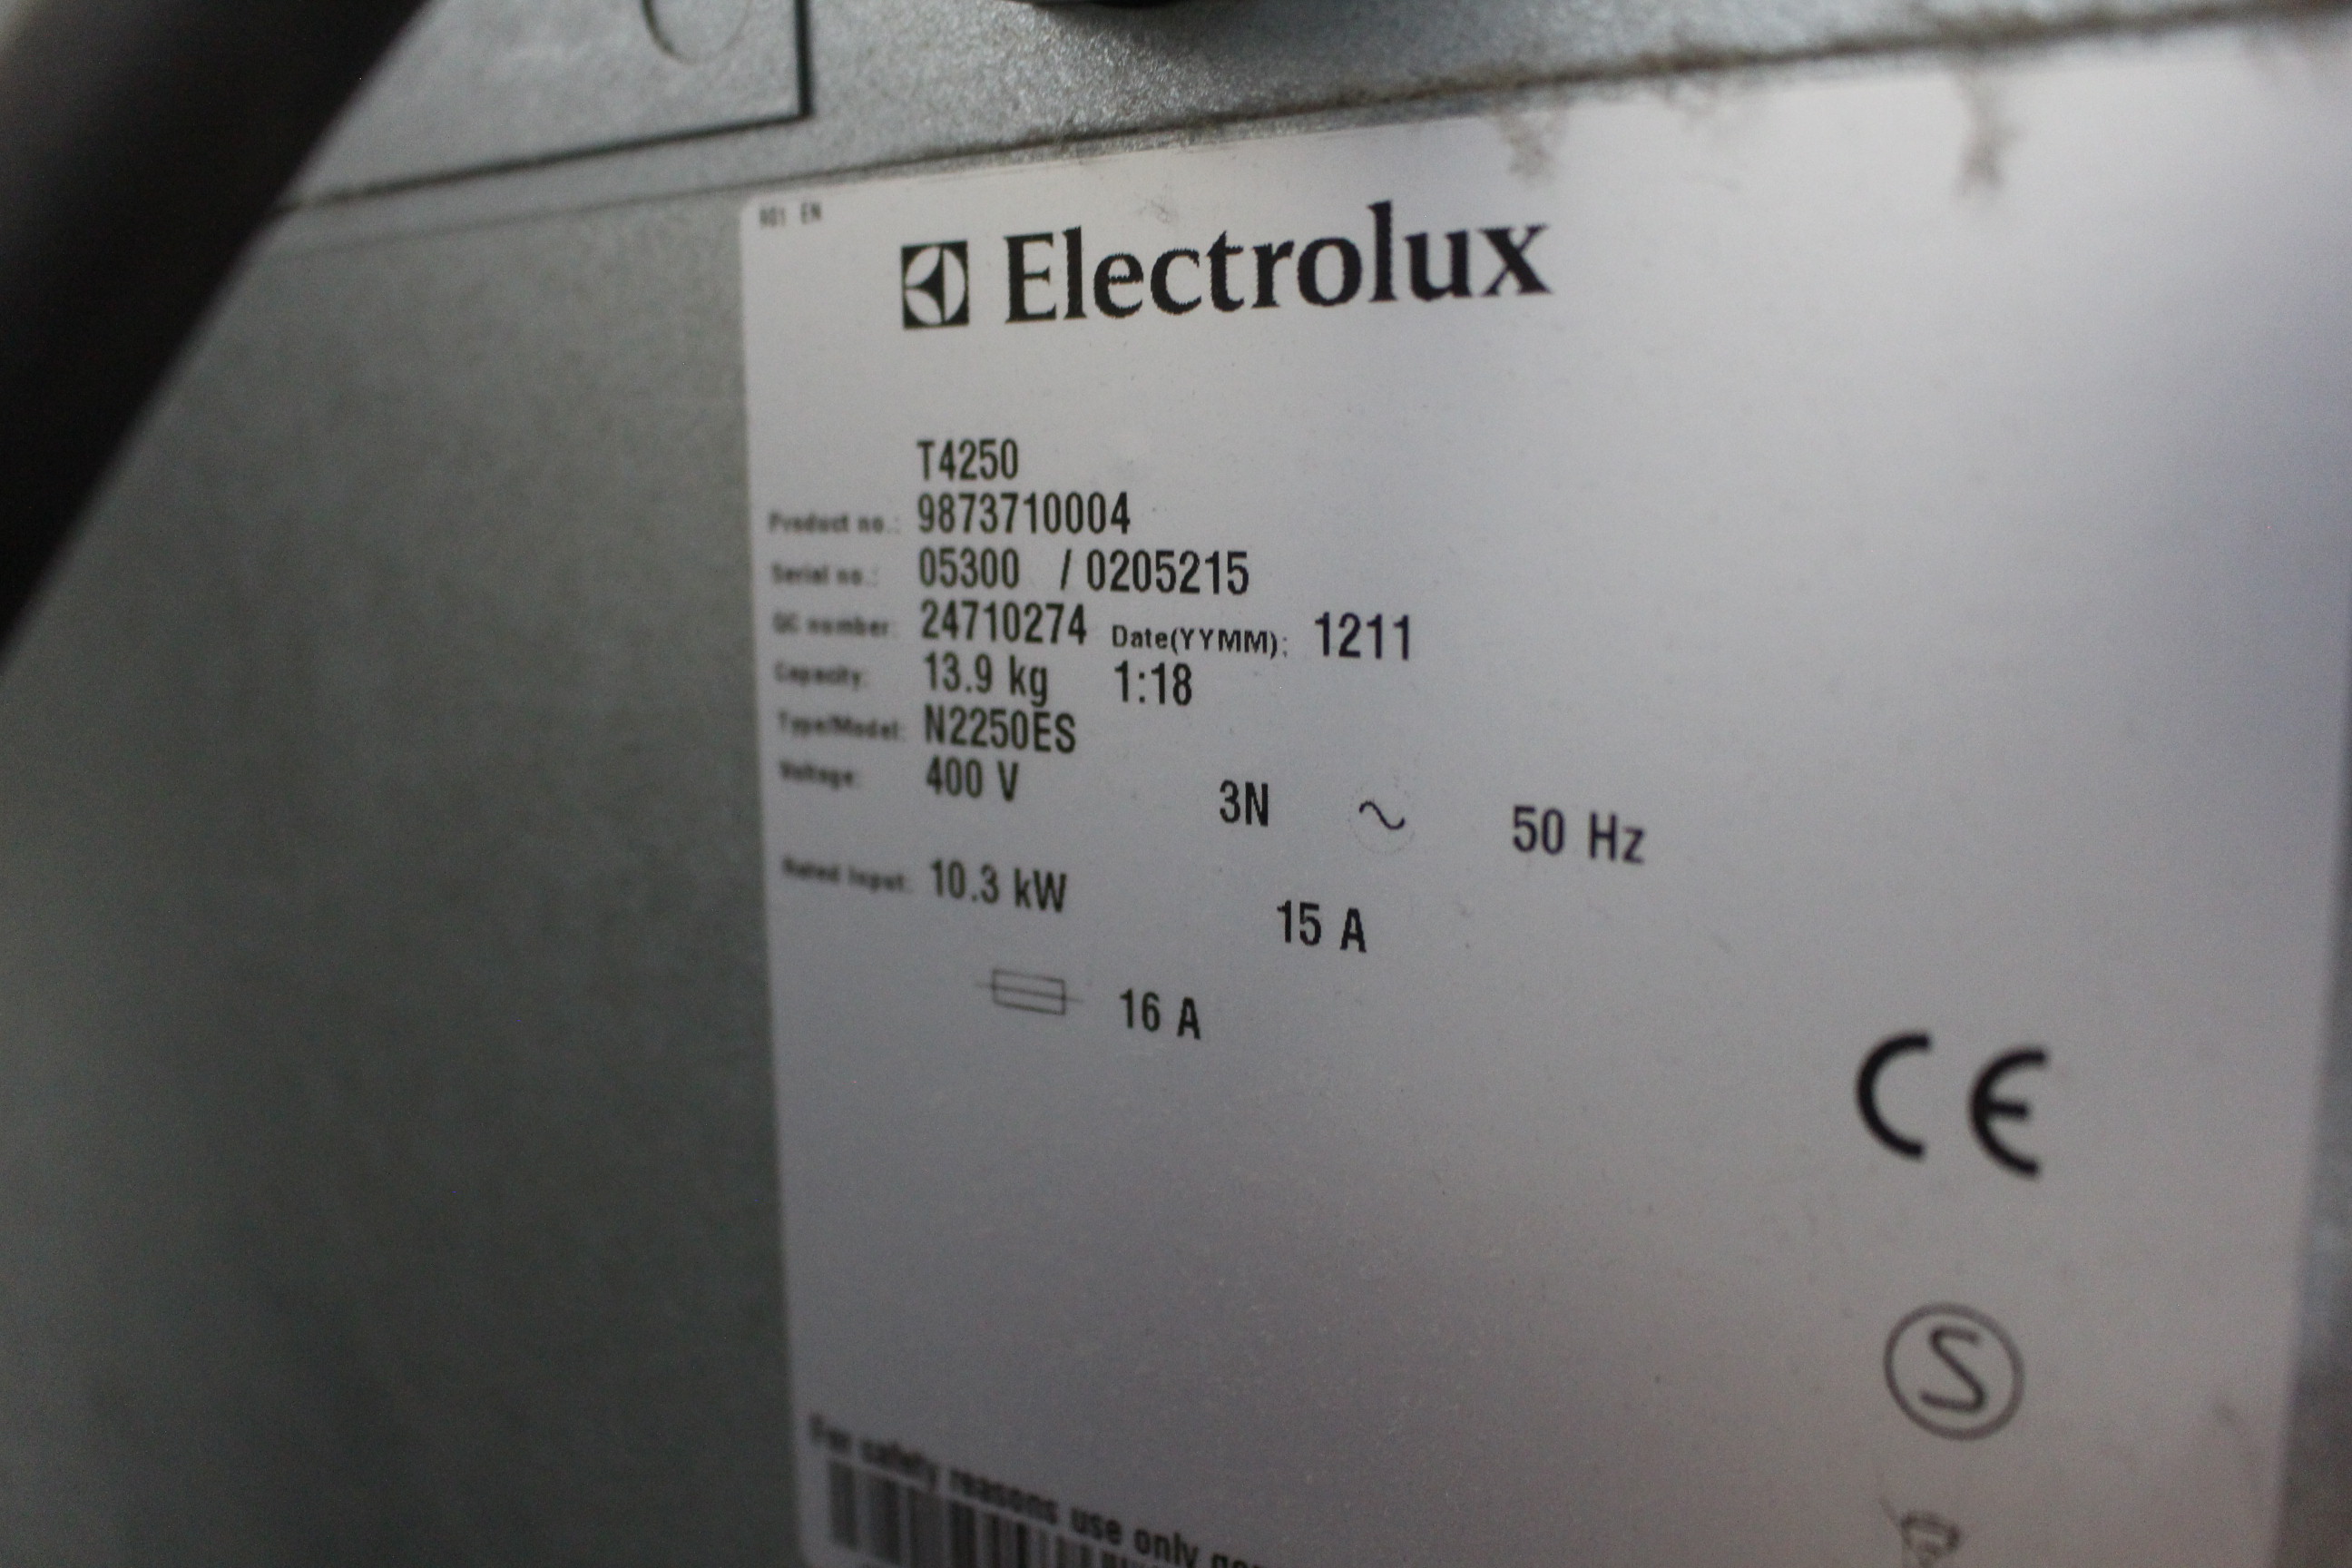 901 EN
Electrolux
T4250
Product no.: 9873710004
Serial no.: 05300 / 0205215
QC number: 24710274 Date(YYMM): 1211
Capacity: 13.9 kg 1:18
Type/Model: N2250ES
Voltage: 400 V 3N ~ 50 Hz
Rated input: 10.3 kW 15 A
16 A
CE
S
For safety reasons use only